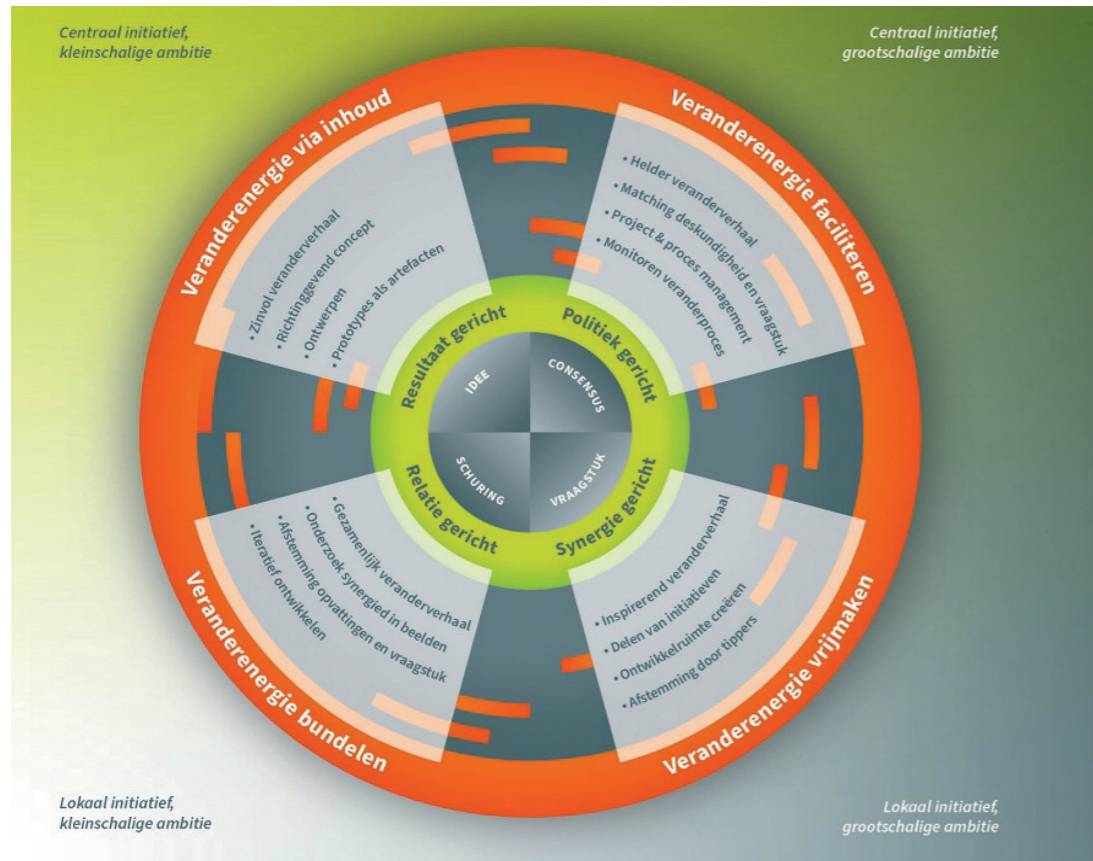 Centraal initiatief,
kleinschalige ambitie
Centraal initiatief,
grootschalige ambitie
Veranderenergie via inhoud
• Zinvol veranderverhaal
• Richtinggevend concept
• Ontwerpen
• Prototypes als artefacten
Veranderenergie faciliteren
• Helder veranderverhaal
• Matching deskundigheid en vraagstuk
• Project & proces management
• Monitoren veranderproces
Resultaat gericht
Politiek gericht
IDEE
CONSENSUS
SCHURING
VRAAGSTUK
Relatie gericht
Synergie gericht
• Gezamenlijk veranderverhaal
• Onderzoek synergied in beelden
• Afstemming opvattingen en vraagstuk
• Iteratief ontwikkelen
Veranderenergie bundelen
• Inspirerend veranderverhaal
• Delen van initiatieven
• Ontwikkelruimte creëren
• Afstemming door tippers
Veranderenergie vrijmaken
Lokaal initiatief,
kleinschalige ambitie
Lokaal initiatief,
grootschalige ambitie